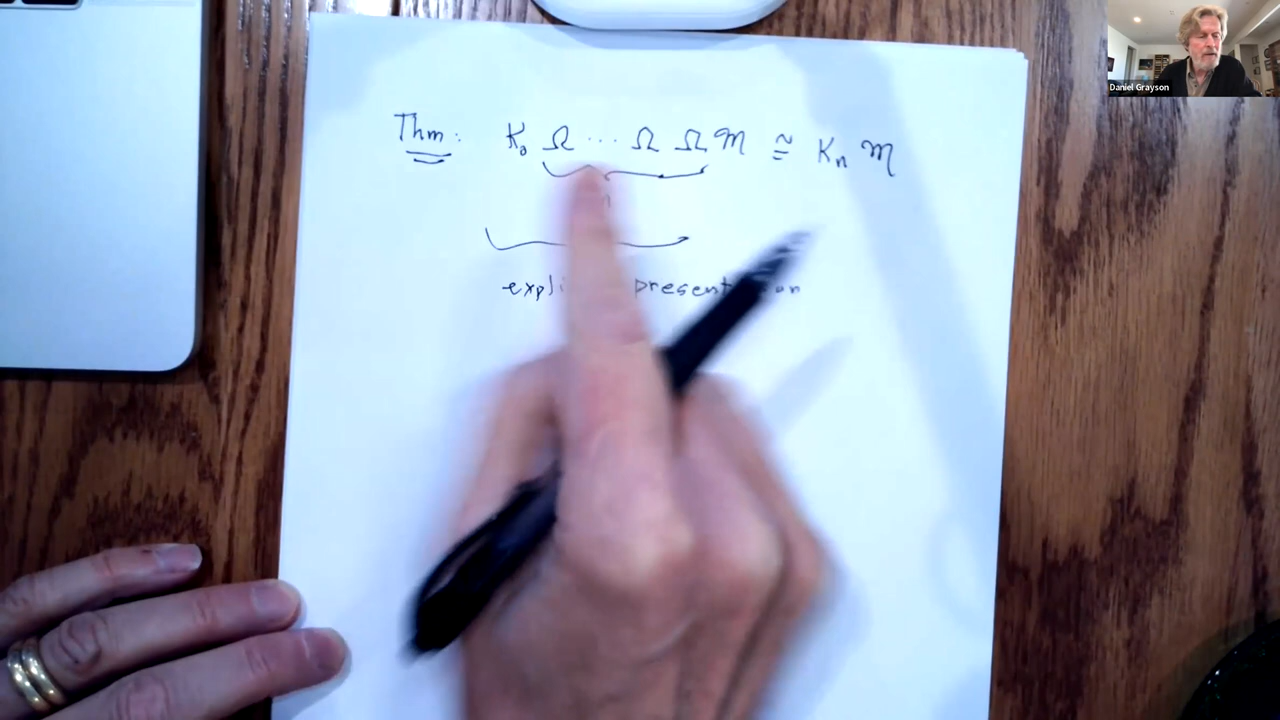 Daniel Grayson
Thm: K₀ Ω ⋯ Ω Ω 𝔐 ≅ Kₙ 𝔐
n